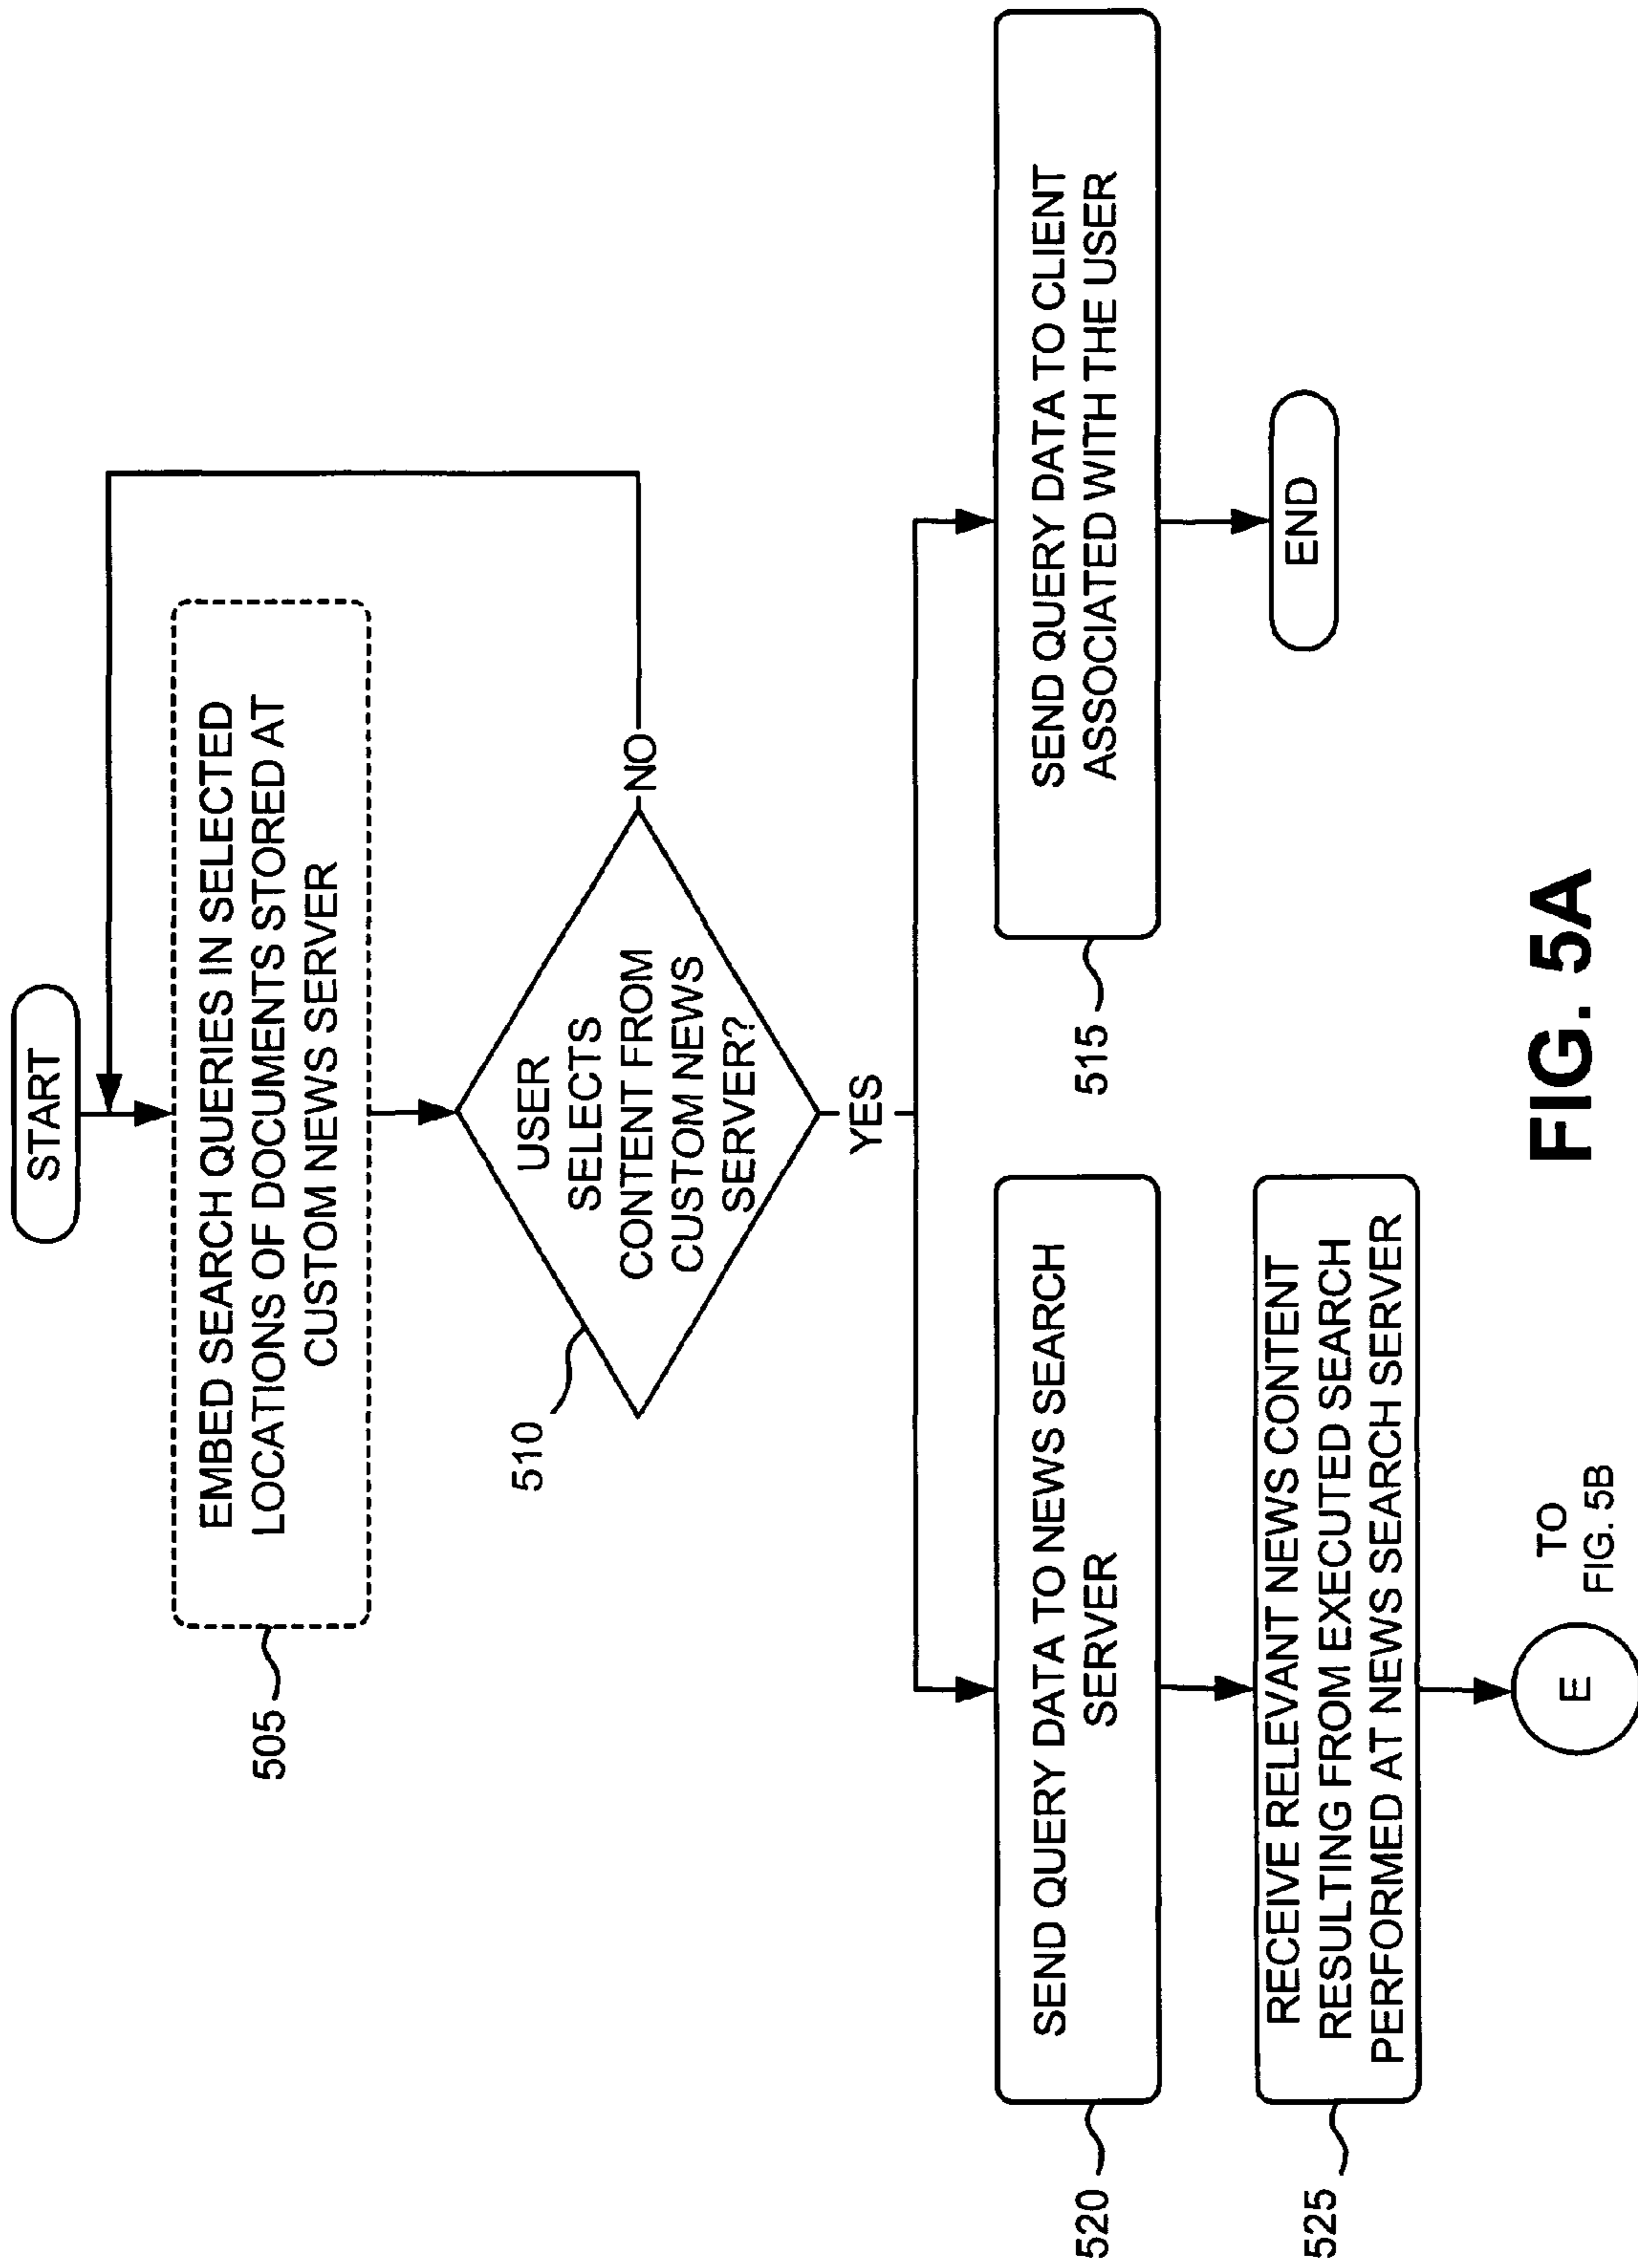 START
EMBED SEARCH QUERIES IN SELECTED
LOCATIONS OF DOCUMENTS STORED AT
CUSTOM NEWS SERVER
505
USER
SELECTS
CONTENT FROM
CUSTOM NEWS
SERVER?
510
NO
YES
SEND QUERY DATA TO NEWS SEARCH
SERVER
520
SEND QUERY DATA TO CLIENT
ASSOCIATED WITH THE USER
515
RECEIVE RELEVANT NEWS CONTENT
RESULTING FROM EXECUTED SEARCH
PERFORMED AT NEWS SEARCH SERVER
525
END
E
TO
FIG. 5B
FIG. 5A